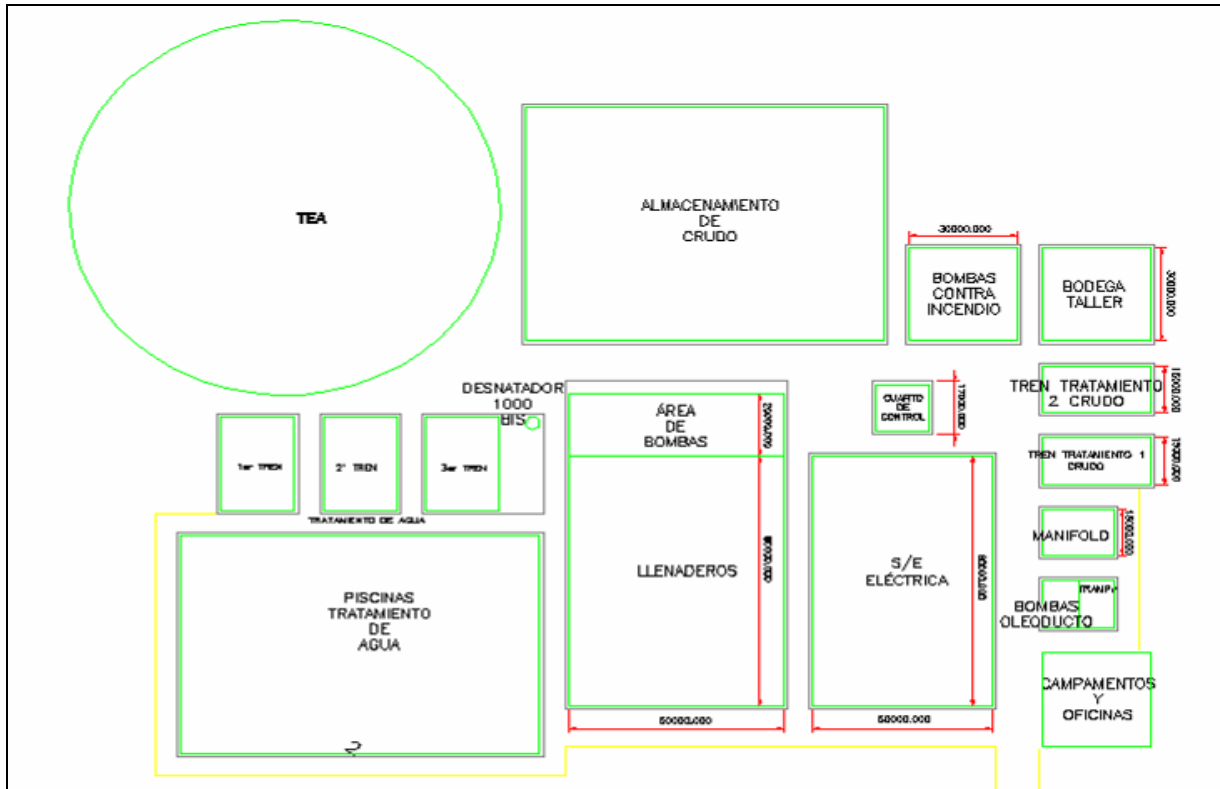 TEA
ALMACENAMIENTO
DE
CRUDO
30000.000
BOMBAS
CONTRA
INCENDIO
BODEGA
TALLER
30000.000
DESNATADOR
1000
BIS
ÁREA
DE
BOMBAS
CUARTO
DE
CONTROL
17000.000
TREN TRATAMIENTO
2 CRUDO
15000.000
1er TREN
2° TREN
3er TREN
TRATAMIENTO DE AGUA
TREN TRATAMIENTO 1
CRUDO
15000.000
LLENADEROS
S/E
ELÉCTRICA
MANIFOLD
15000.000
PISCINAS
TRATAMIENTO
DE
AGUA
BOMBAS
OLEODUCTO
CAMPAMENTOS
Y
OFICINAS
2